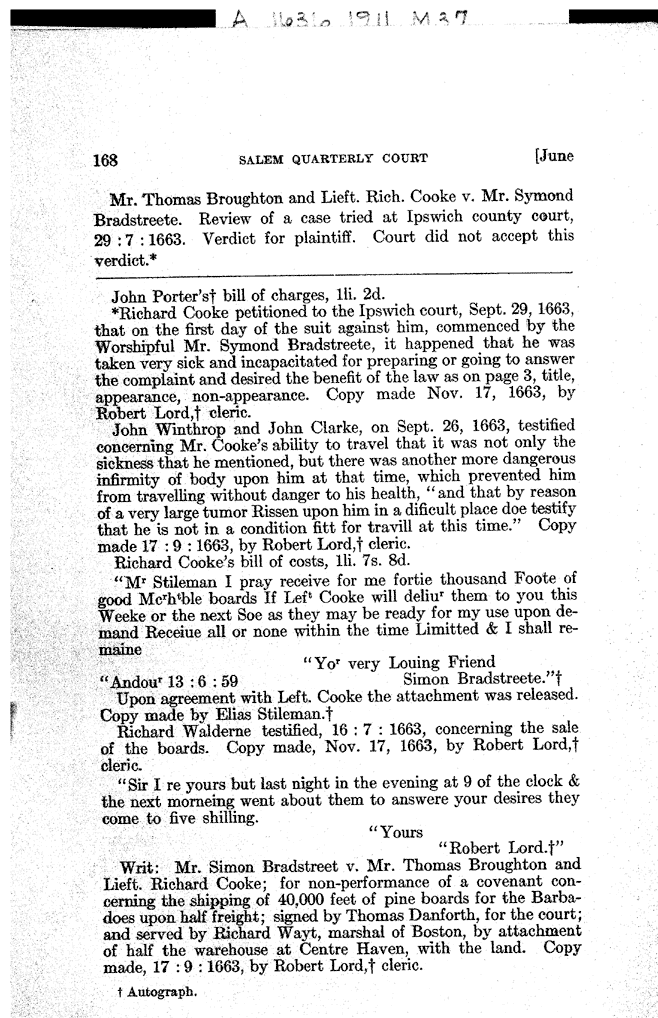 A 11636 1911 M37
168 SALEM QUARTERLY COURT [June
Mr. Thomas Broughton and Lieft. Rich. Cooke v. Mr. Symond
Bradstreete. Review of a case tried at Ipswich county court,
29 : 7 : 1663. Verdict for plaintiff. Court did not accept this
verdict.*
John Porter's† bill of charges, 1li. 2d.
*Richard Cooke petitioned to the Ipswich court, Sept. 29, 1663,
that on the first day of the suit against him, commenced by the
Worshipful Mr. Symond Bradstreete, it happened that he was
taken very sick and incapacitated for preparing or going to answer
the complaint and desired the benefit of the law as on page 3, title,
appearance, non-appearance. Copy made Nov. 17, 1663, by
Robert Lord,† cleric.
John Winthrop and John Clarke, on Sept. 26, 1663, testified
concerning Mr. Cooke's ability to travel that it was not only the
sickness that he mentioned, but there was another more dangerous
infirmity of body upon him at that time, which prevented him
from travelling without danger to his health, "and that by reason
of a very large tumor Rissen upon him in a dificult place doe testify
that he is not in a condition fitt for travill at this time." Copy
made 17 : 9 : 1663, by Robert Lord,† cleric.
Richard Cooke's bill of costs, 1li. 7s. 8d.
"Mʳ Stileman I pray receive for me fortie thousand Foote of
good Mcʳhᵗble boards If Lefᵗ Cooke will deliuʳ them to you this
Weeke or the next Soe as they may be ready for my use upon de-
mand Receiue all or none within the time Limitted & I shall re-
maine
"Yoʳ very Louing Friend
"Andouʳ 13 : 6 : 59 Simon Bradstreete."†
Upon agreement with Left. Cooke the attachment was released.
Copy made by Elias Stileman.†
Richard Walderne testified, 16 : 7 : 1663, concerning the sale
of the boards. Copy made, Nov. 17, 1663, by Robert Lord,†
cleric.
"Sir I re yours but last night in the evening at 9 of the clock &
the next morneing went about them to answere your desires they
come to five shilling.
"Yours
"Robert Lord.†"
Writ: Mr. Simon Bradstreet v. Mr. Thomas Broughton and
Lieft. Richard Cooke; for non-performance of a covenant con-
cerning the shipping of 40,000 feet of pine boards for the Barba-
does upon half freight; signed by Thomas Danforth, for the court;
and served by Richard Wayt, marshal of Boston, by attachment
of half the warehouse at Centre Haven, with the land. Copy
made, 17 : 9 : 1663, by Robert Lord,† cleric.
† Autograph.